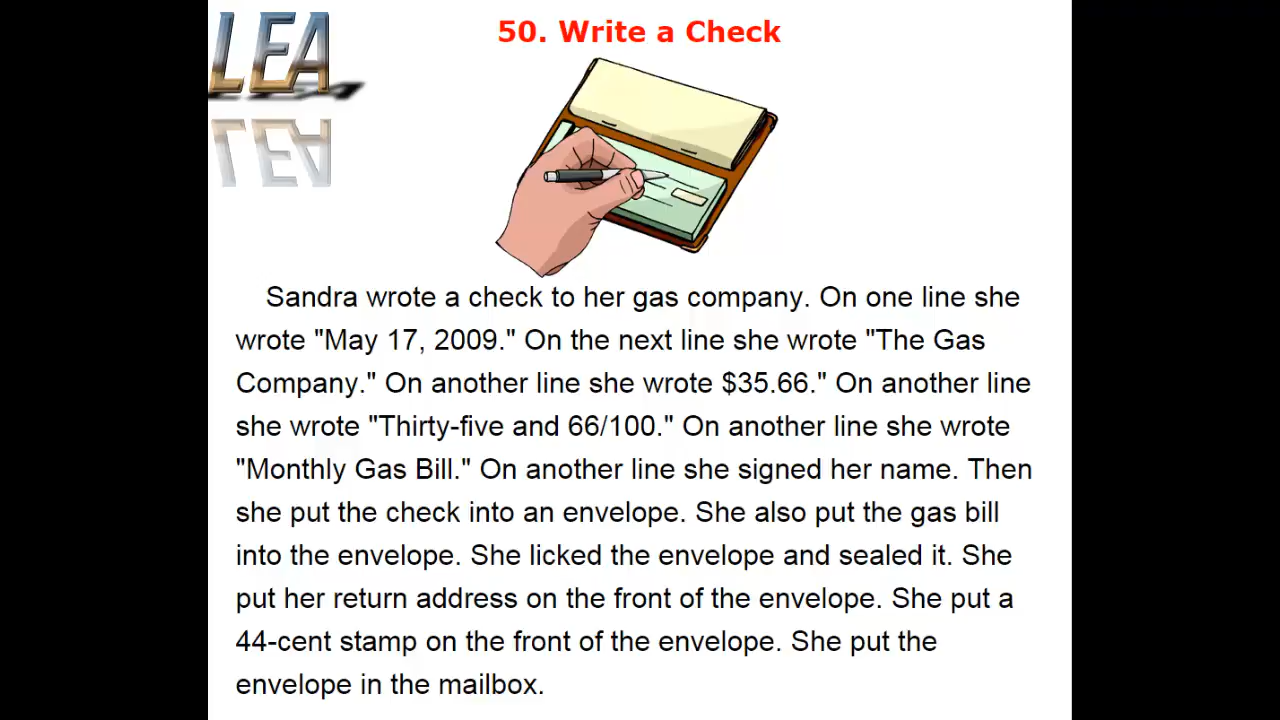 LEA
50. Write a Check
Sandra wrote a check to her gas company. On one line she
wrote "May 17, 2009." On the next line she wrote "The Gas
Company." On another line she wrote $35.66." On another line
she wrote "Thirty-five and 66/100." On another line she wrote
"Monthly Gas Bill." On another line she signed her name. Then
she put the check into an envelope. She also put the gas bill
into the envelope. She licked the envelope and sealed it. She
put her return address on the front of the envelope. She put a
44-cent stamp on the front of the envelope. She put the
envelope in the mailbox.